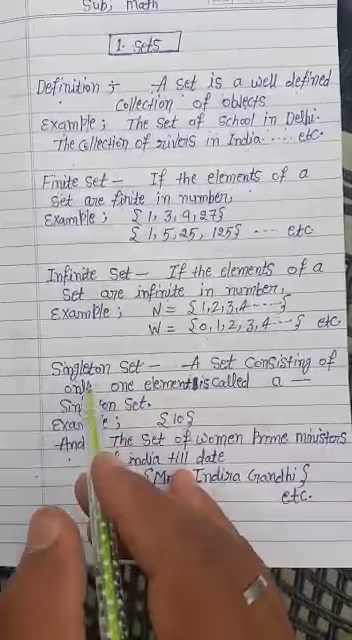 Sub; Math
1. Sets
Definition :- A set is a well defined
Collection of objects
Example ; The set of school in Delhi.
The collection of rivers in India ..... etc.
Finite Set - If the elements of a
set are finite in number,
Example ; {1, 3, 9, 27}
{1, 5, 25, 125} .... etc
Infinite Set - If the elements of a
set are infinite in number,
Example ; N = {1, 2, 3, 4 ----}
W = {0, 1, 2, 3, 4 ---} etc
Singleton Set - A set consisting of
only one element is called a -
Set.
{10}
And The set of women prime ministers
india till date
Indira Gandhi}
etc.